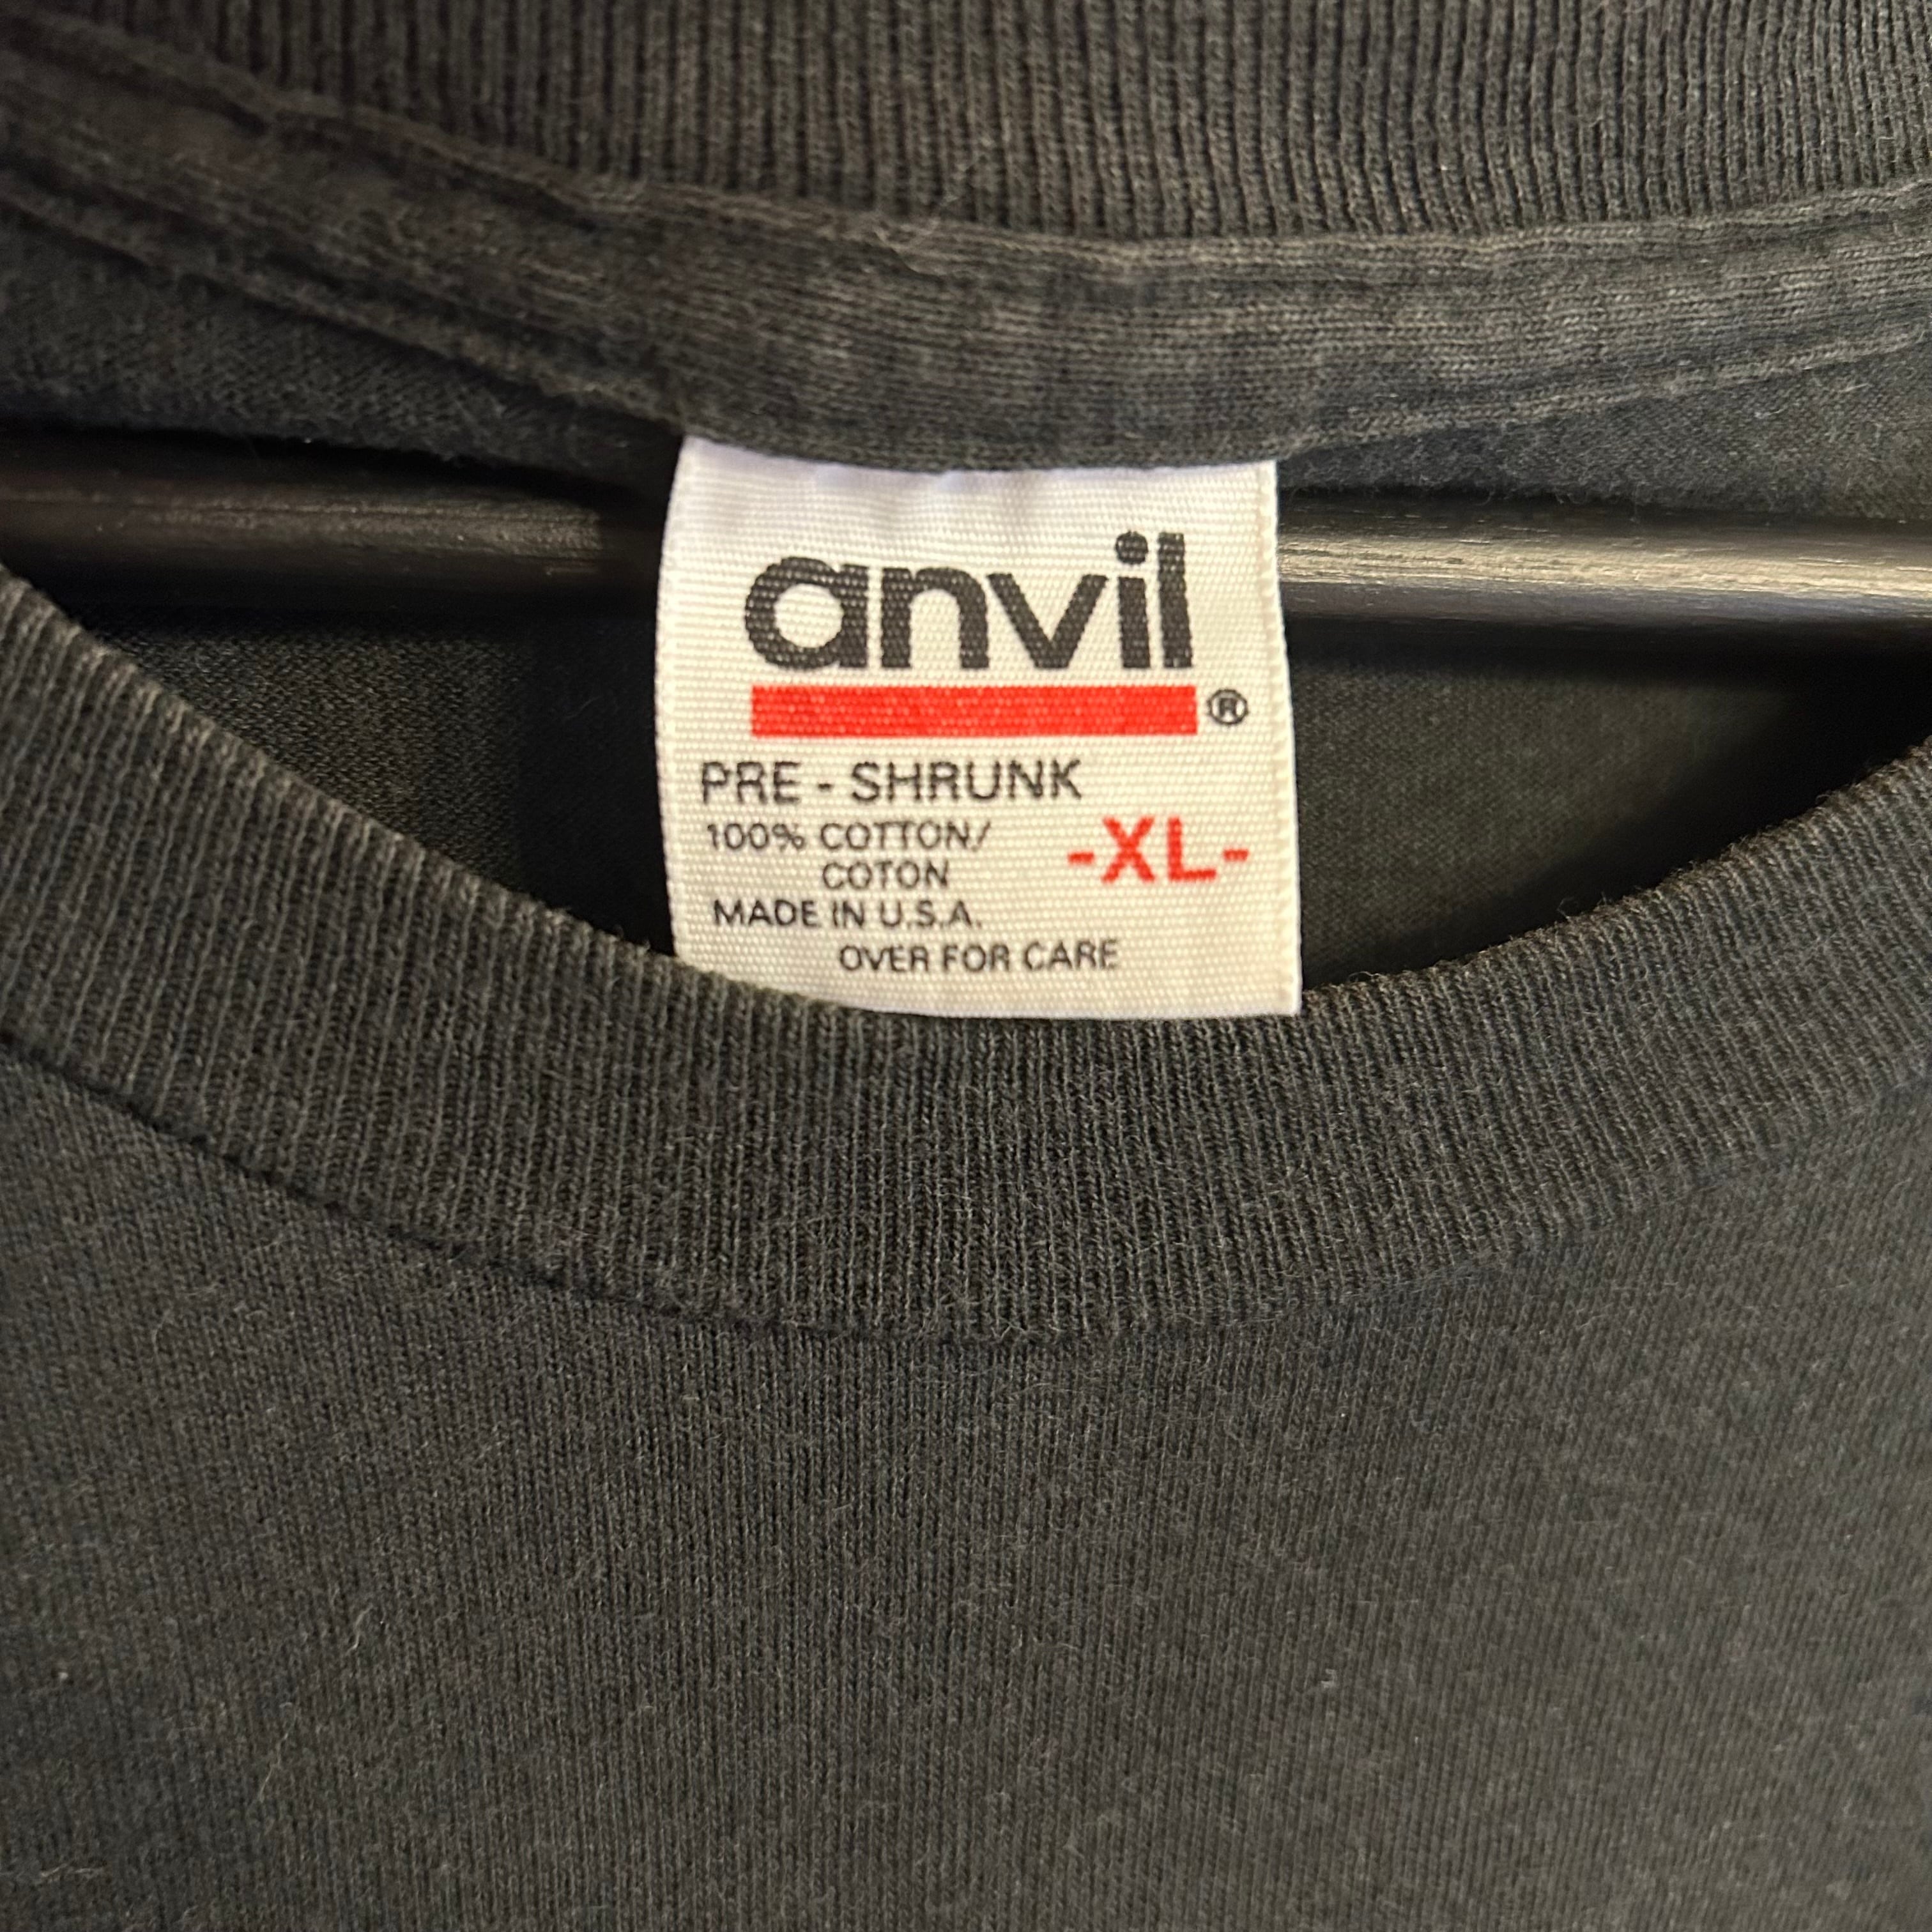 anvil®
PRE - SHRUNK
100% COTTON/
COTON
-XL-
MADE IN U.S.A.
OVER FOR CARE